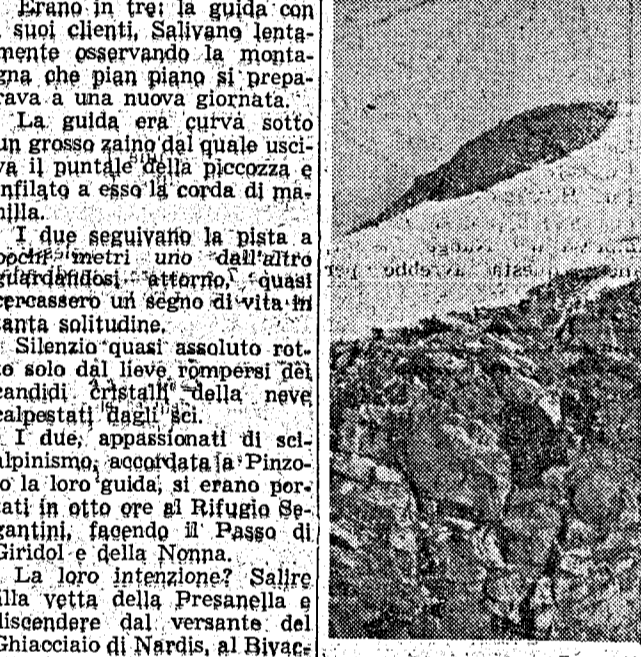 Erano in tre: la guida con
suoi clienti, Salivano lenta-
mente osservando la monta-
gna che pian piano si prepa-
rava a una nuova giornata.
La guida era curva sotto
un grosso zaino dal quale usci-
va il puntale della piccozza e
nfilato a esso la corda di ma-
nilla.
I due seguivano la pista a
pochi metri uno dall'altro
guardandosi attorno, quasi
cercassero un segno di vita in
tanta solitudine.
Silenzio quasi assoluto rot-
to solo dal lieve rompersi dei
candidi cristalli della neve
calpestati dagli sci.
I due, appassionati di sci-
alpinismo, accordata a Pinzo-
lo la loro guida, si erano por-
tati in otto ore al Rifugio Se-
gantini, facendo il Passo di
Giridol e della Nonna.
La loro intenzione? Salire
alla vetta della Presanella e
discendere dal versante del
Ghiacciaio di Nardis, al Bivac-